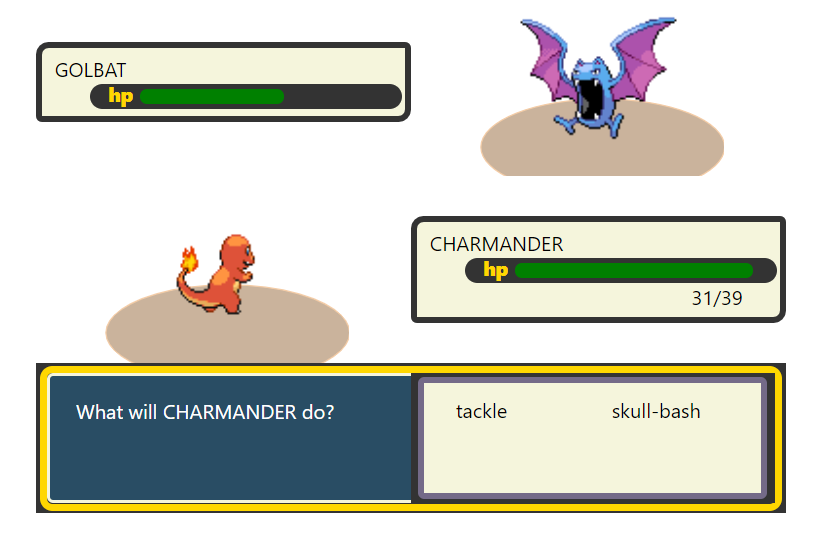 GOLBAT
hp
CHARMANDER
hp
31/39
What will CHARMANDER do?
tackle skull-bash